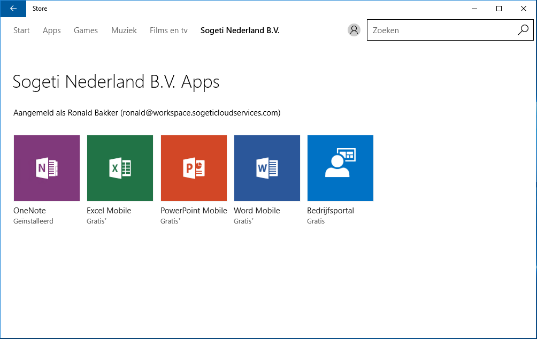 Store
Start Apps Games Muziek Films en tv Sogeti Nederland B.V. Zoeken
Sogeti Nederland B.V. Apps
Aangemeld als Ronald Bakker (ronald@workspace.sogeticloudservices.com)
N X P W
OneNote Excel Mobile PowerPoint Mobile Word Mobile Bedrijfsportal
Geïnstalleerd Gratis⁺ Gratis⁺ Gratis⁺ Gratis